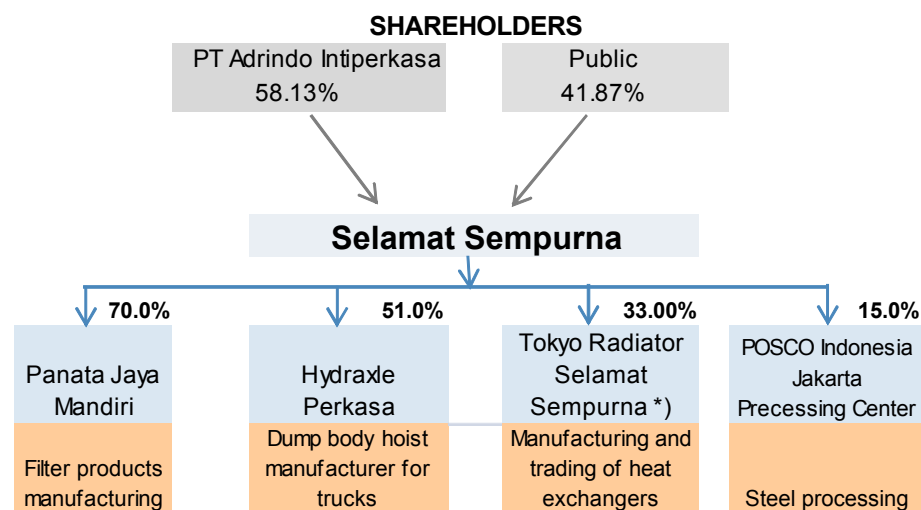 SHAREHOLDERS
PT Adrindo Intiperkasa
58.13%
Public
41.87%
Selamat Sempurna
70.0%
51.0%
33.00%
15.0%
Panata Jaya
Mandiri
Hydraxle
Perkasa
Tokyo Radiator
Selamat
Sempurna *)
POSCO Indonesia
Jakarta
Precessing Center
Filter products
manufacturing
Dump body hoist
manufacturer for
trucks
Manufacturing and
trading of heat
exchangers
Steel processing